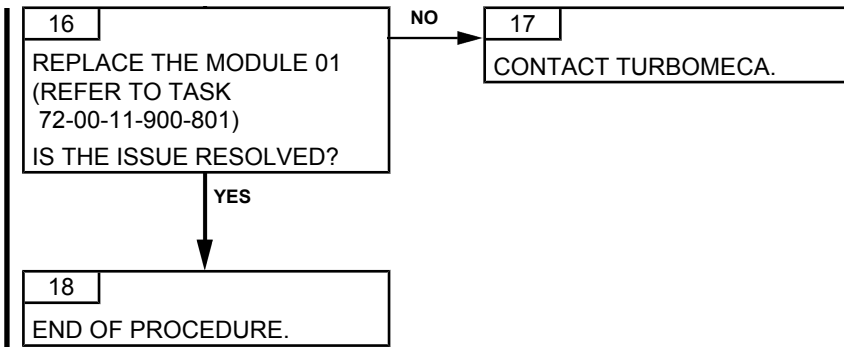 16
REPLACE THE MODULE 01
(REFER TO TASK
72-00-11-900-801)
IS THE ISSUE RESOLVED?
NO
17
CONTACT TURBOMECA.
YES
18
END OF PROCEDURE.